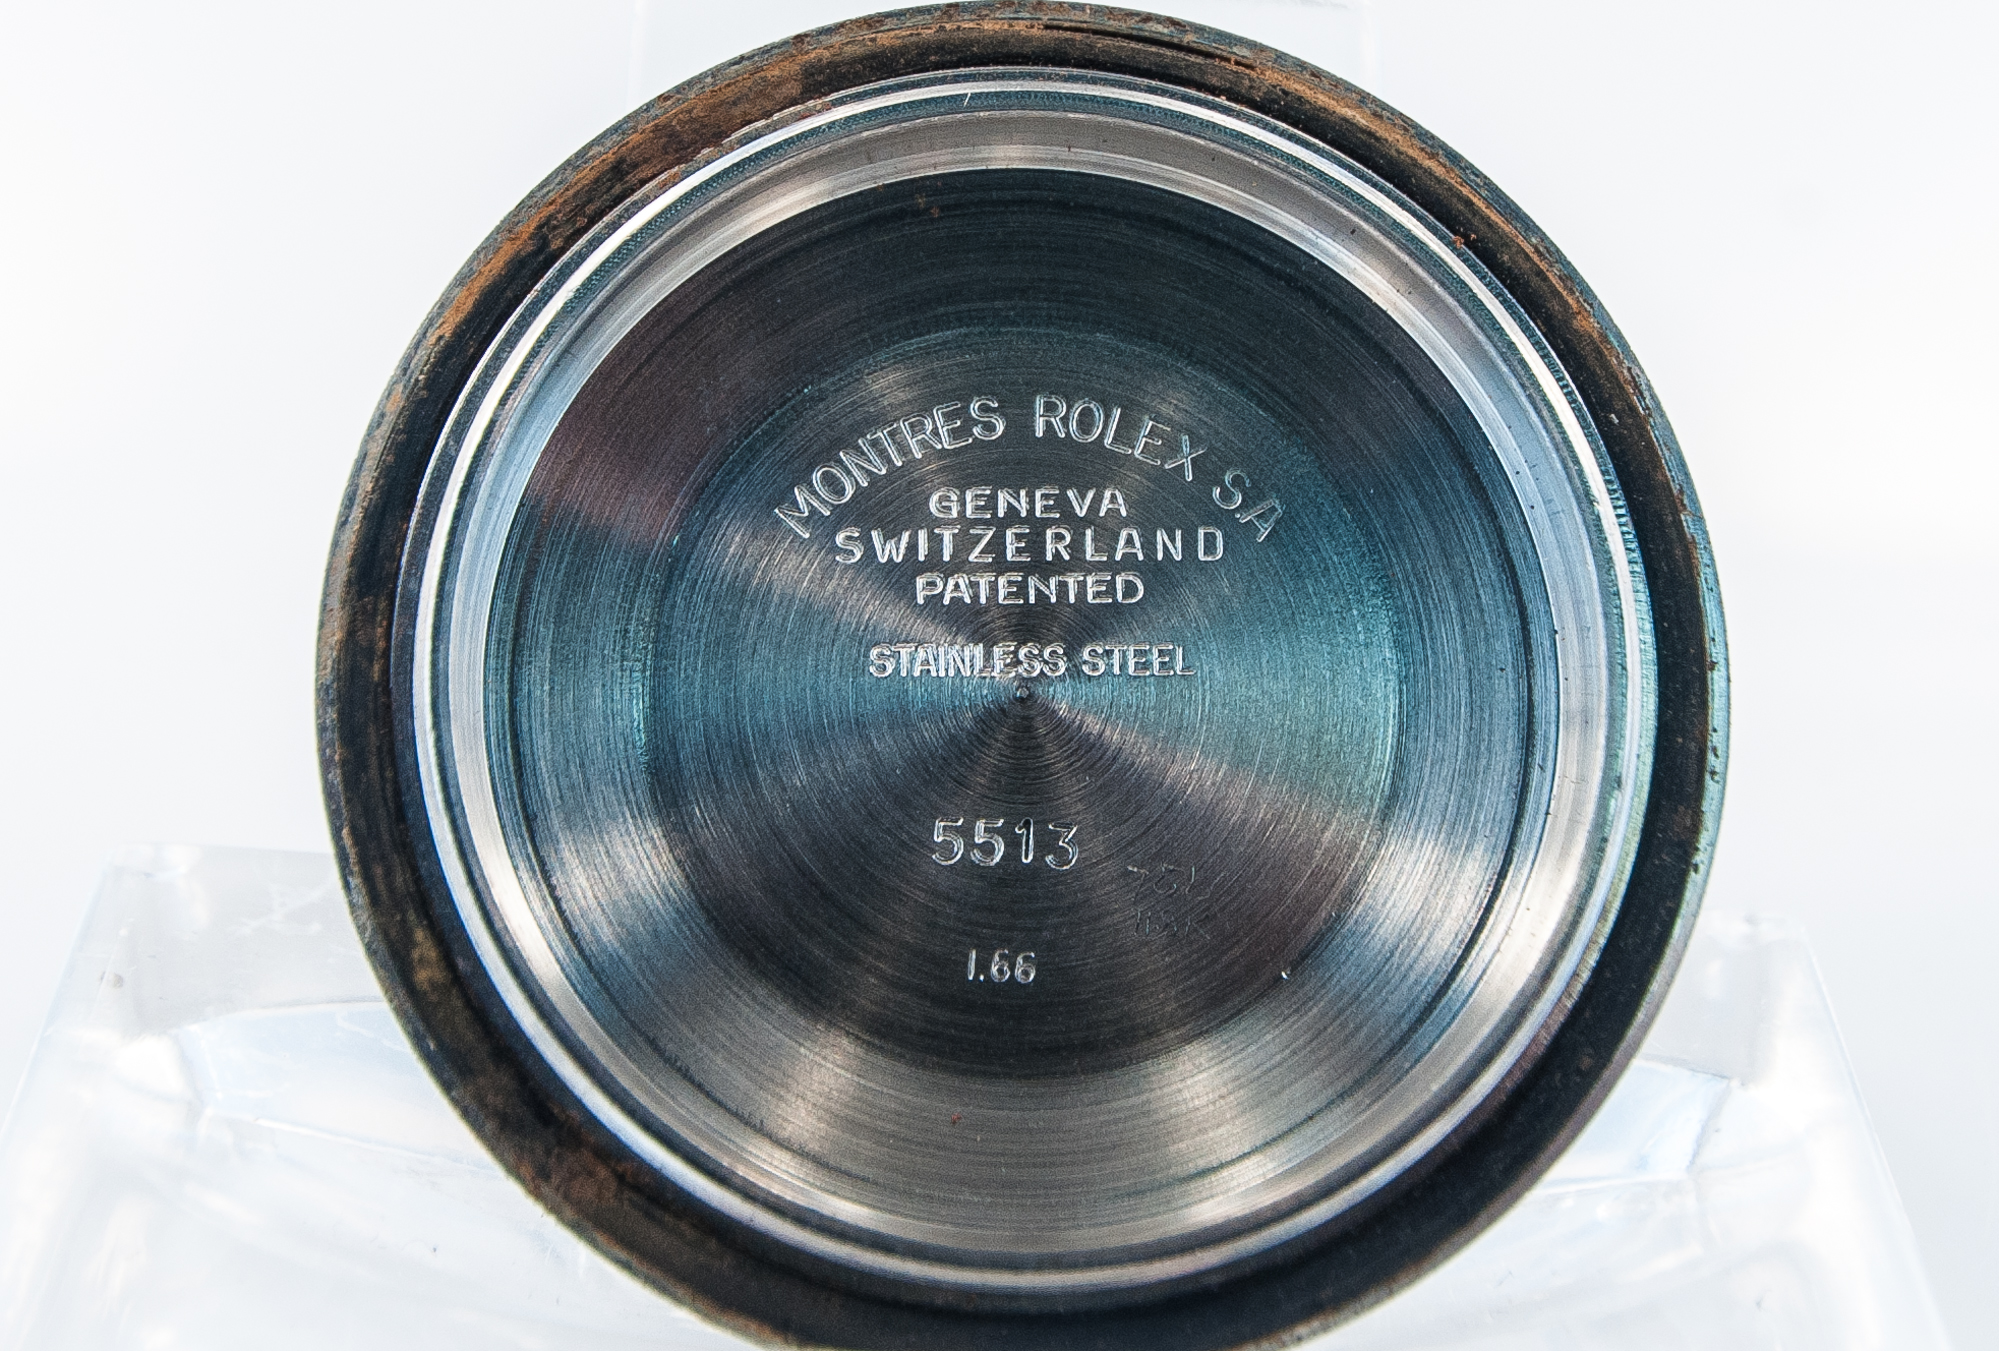 MONTRES ROLEX S.A
GENEVA
SWITZERLAND
PATENTED
STAINLESS STEEL
5513
I.66